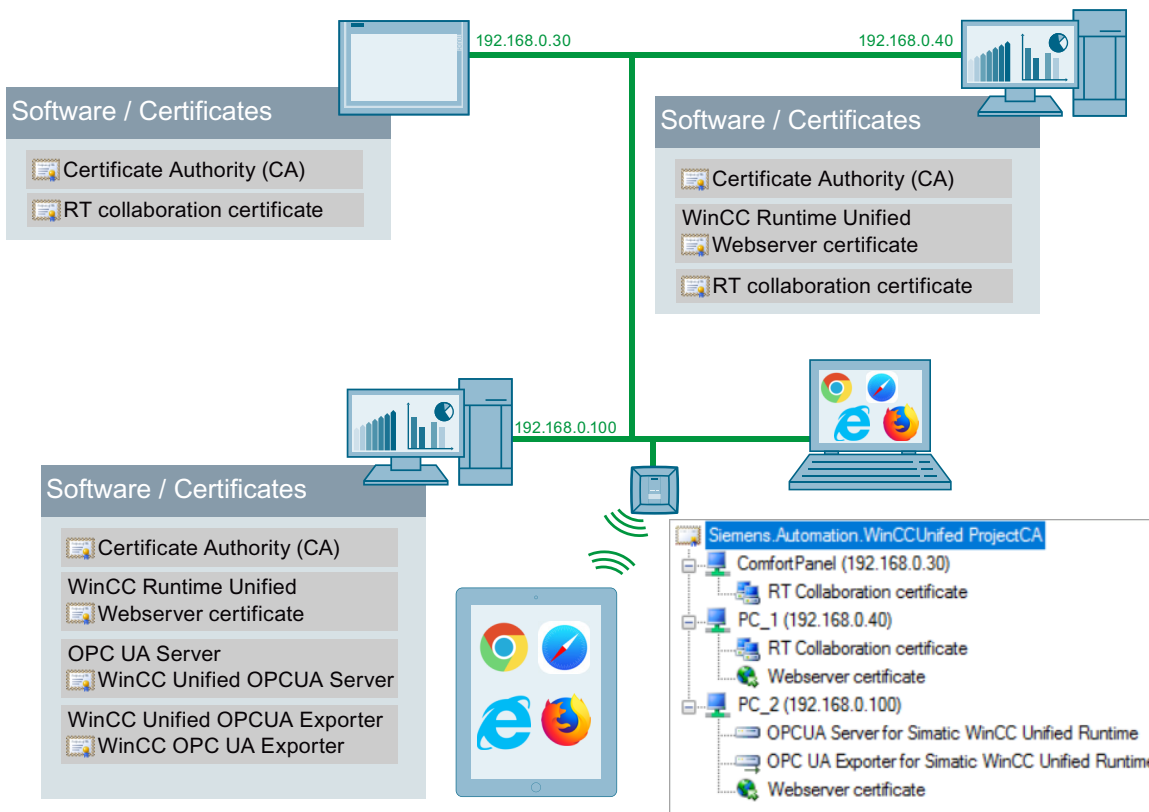 192.168.0.30
192.168.0.40
Software / Certificates
Certificate Authority (CA)
RT collaboration certificate
Software / Certificates
Certificate Authority (CA)
WinCC Runtime Unified
Webserver certificate
RT collaboration certificate
192.168.0.100
Software / Certificates
Certificate Authority (CA)
WinCC Runtime Unified
Webserver certificate
OPC UA Server
WinCC Unified OPCUA Server
WinCC Unified OPCUA Exporter
WinCC OPC UA Exporter
Siemens.Automation.WinCCUnifed ProjectCA
ComfortPanel (192.168.0.30)
RT Collaboration certificate
PC_1 (192.168.0.40)
RT Collaboration certificate
Webserver certificate
PC_2 (192.168.0.100)
OPCUA Server for Simatic WinCC Unified Runtime
OPC UA Exporter for Simatic WinCC Unified Runtime
Webserver certificate